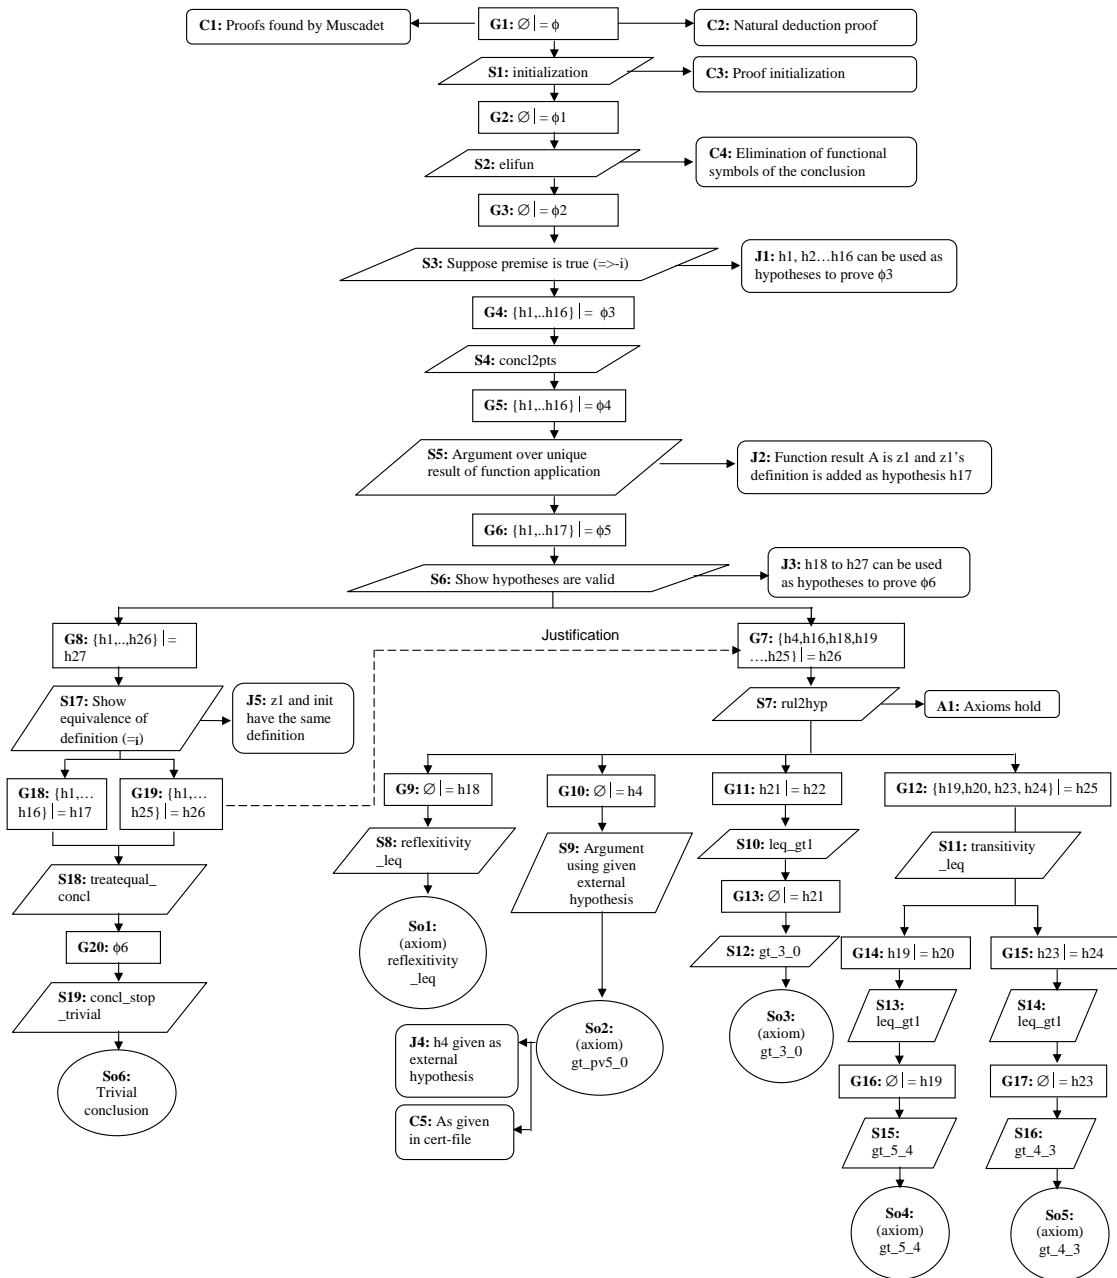 C1: Proofs found by Muscadet
G1: ∅|= ϕ
C2: Natural deduction proof
S1: initialization
C3: Proof initialization
G2: ∅|= ϕ1
S2: elifun
C4: Elimination of functional
symbols of the conclusion
G3: ∅|= ϕ2
S3: Suppose premise is true (=>-i)
J1: h1, h2…h16 can be used as
hypotheses to prove ϕ3
G4: {h1,..h16}|= ϕ3
S4: concl2pts
G5: {h1,..h16}|= ϕ4
S5: Argument over unique
result of function application
J2: Function result A is z1 and z1’s
definition is added as hypothesis h17
G6: {h1,..h17}|= ϕ5
S6: Show hypotheses are valid
J3: h18 to h27 can be used
as hypotheses to prove ϕ6
G8: {h1,..,h26}|=
h27
Justification
G7: {h4,h16,h18,h19
…,h25}|= h26
S17: Show
equivalence of
definition (=i)
J5: z1 and init
have the same
definition
S7: rul2hyp
A1: Axioms hold
G18: {h1,…
h16}|= h17
G19: {h1,…
h25}|= h26
G9: ∅|= h18
G10: ∅|= h4
G11: h21|= h22
G12: {h19,h20, h23, h24}|= h25
S8: reflexitivity
_leq
S9: Argument
using given
external
hypothesis
S10: leq_gt1
S11: transitivity
_leq
S18: treatequal_
concl
G13: ∅|= h21
So1:
(axiom)
reflexitivity
_leq
G20: ϕ6
S12: gt_3_0
G14: h19|= h20
G15: h23|= h24
S19: concl_stop
_trivial
S13:
leq_gt1
S14:
leq_gt1
So3:
(axiom)
gt_3_0
J4: h4 given as
external
hypothesis
So2:
(axiom)
gt_pv5_0
So6:
Trivial
conclusion
G16: ∅|= h19
G17: ∅|= h23
C5: As given
in cert-file
S15:
gt_5_4
S16:
gt_4_3
So4:
(axiom)
gt_5_4
So5:
(axiom)
gt_4_3